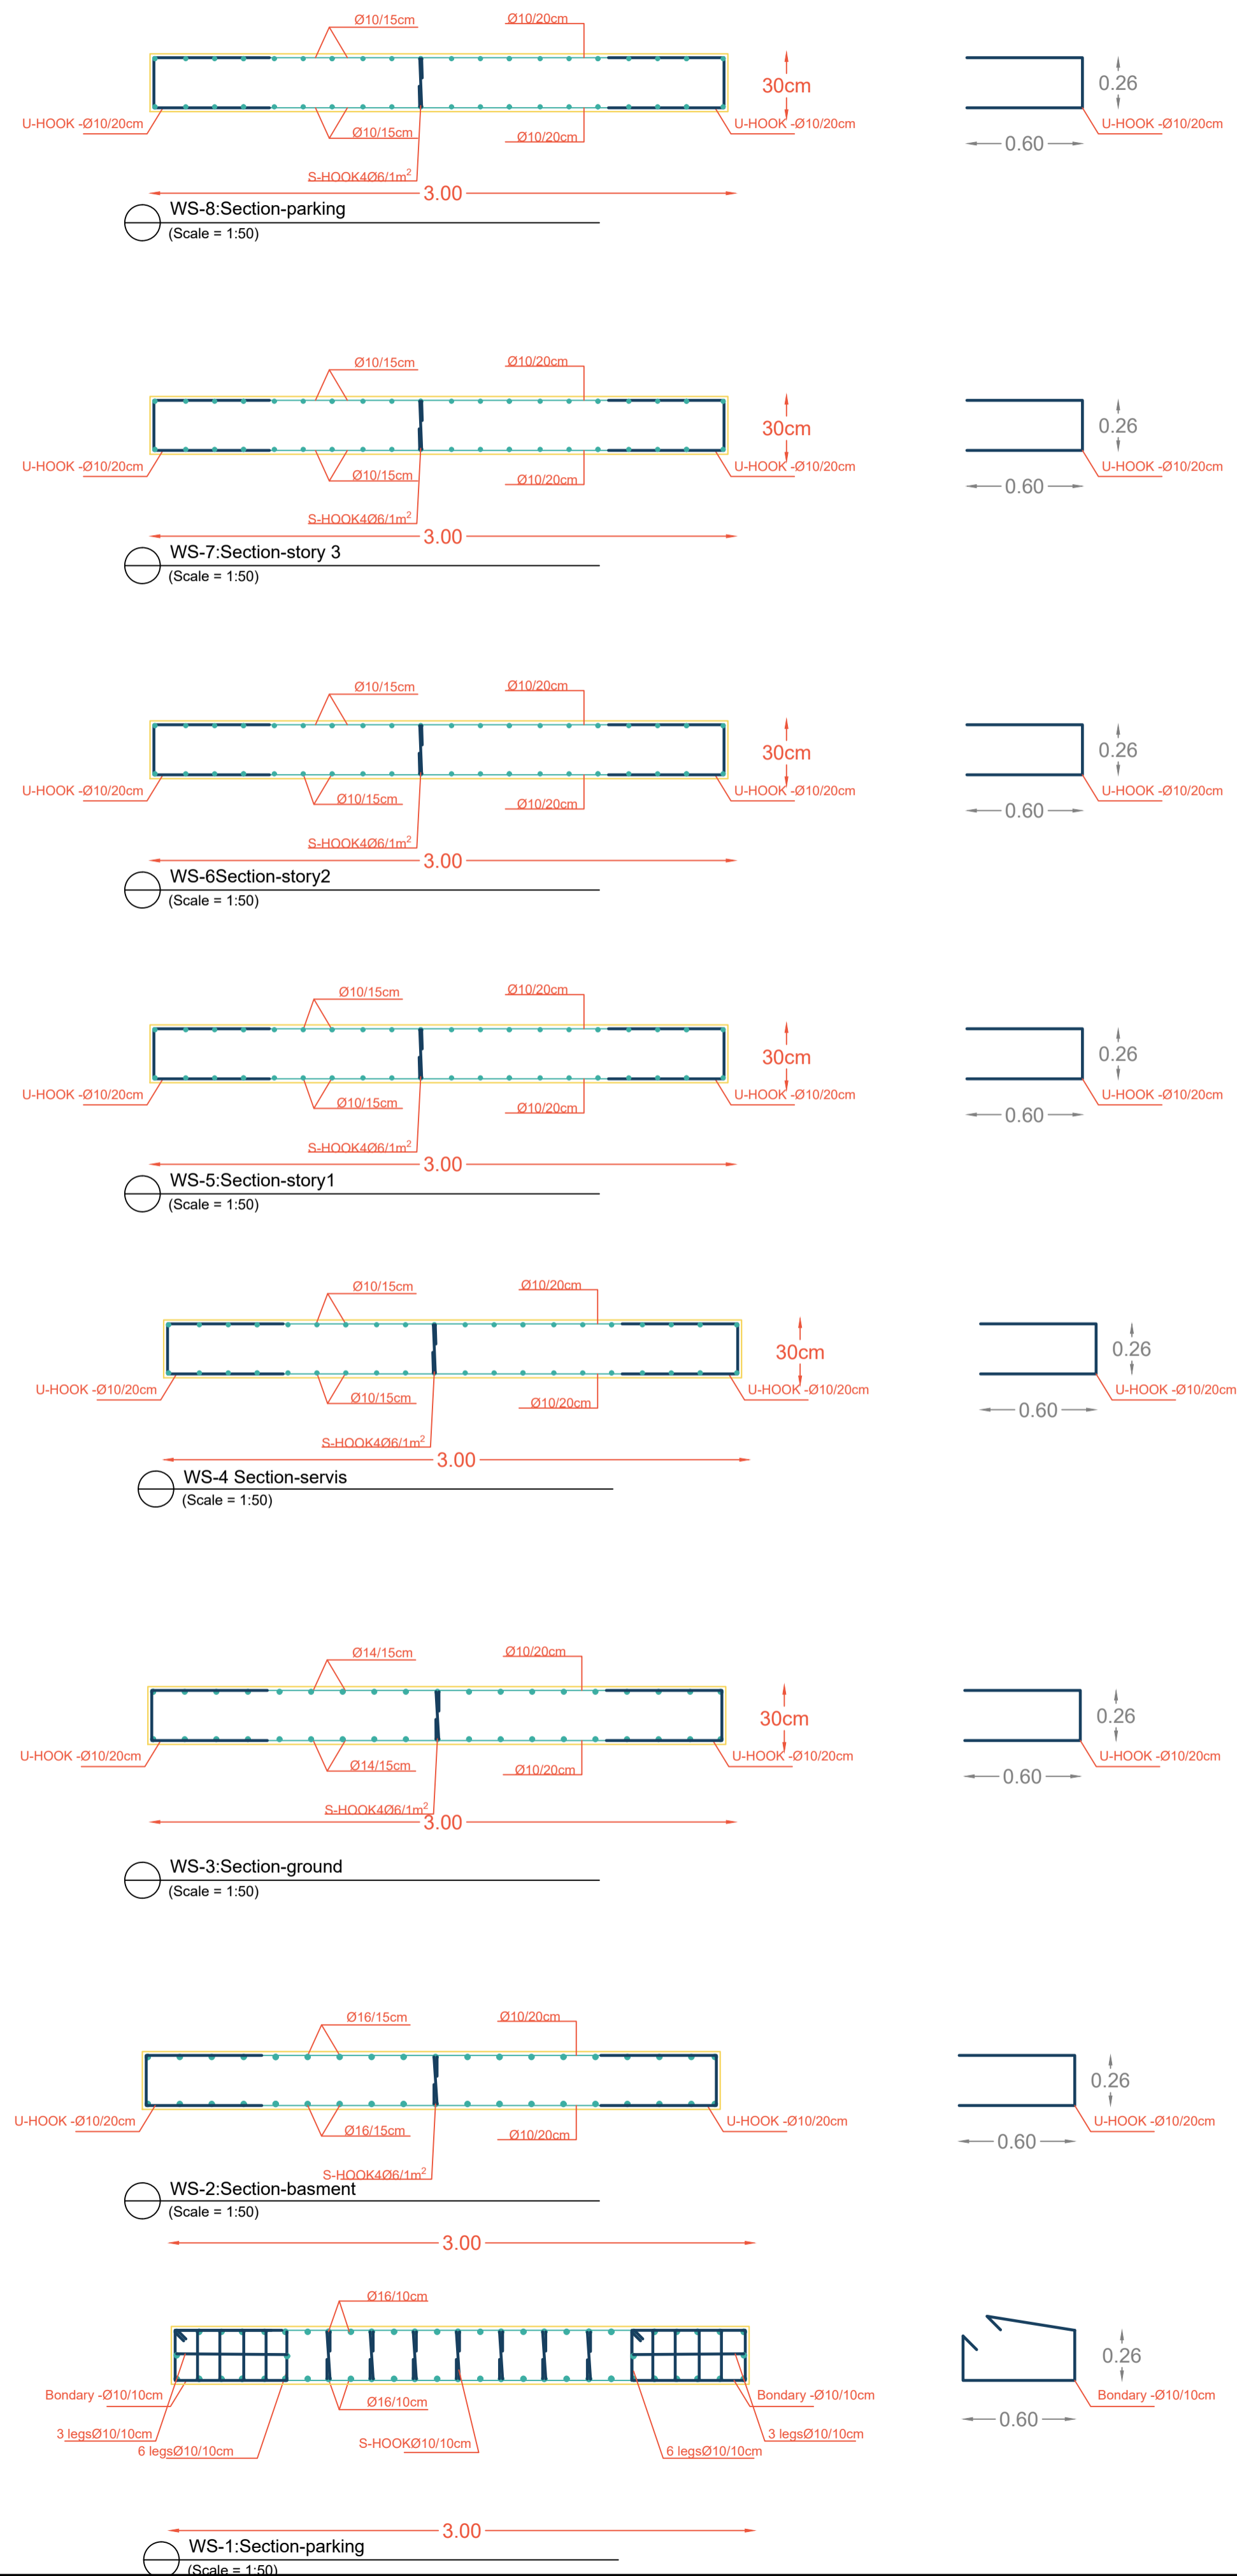 Ø10/15cm
Ø10/20cm
30cm
0.26
U-HOOK -Ø10/20cm
Ø10/15cm
Ø10/20cm
U-HOOK -Ø10/20cm
U-HOOK -Ø10/20cm
0.60
S-HOOK4Ø6/1m²
3.00
WS-8:Section-parking
(Scale = 1:50)
Ø10/15cm
Ø10/20cm
30cm
0.26
U-HOOK -Ø10/20cm
Ø10/15cm
Ø10/20cm
U-HOOK -Ø10/20cm
U-HOOK -Ø10/20cm
0.60
S-HOOK4Ø6/1m²
3.00
WS-7:Section-story 3
(Scale = 1:50)
Ø10/15cm
Ø10/20cm
30cm
0.26
U-HOOK -Ø10/20cm
Ø10/15cm
Ø10/20cm
U-HOOK -Ø10/20cm
U-HOOK -Ø10/20cm
0.60
S-HOOK4Ø6/1m²
3.00
WS-6Section-story2
(Scale = 1:50)
Ø10/15cm
Ø10/20cm
30cm
0.26
U-HOOK -Ø10/20cm
Ø10/15cm
Ø10/20cm
U-HOOK -Ø10/20cm
U-HOOK -Ø10/20cm
0.60
S-HOOK4Ø6/1m²
3.00
WS-5:Section-story1
(Scale = 1:50)
Ø10/15cm
Ø10/20cm
30cm
0.26
U-HOOK -Ø10/20cm
Ø10/15cm
Ø10/20cm
U-HOOK -Ø10/20cm
U-HOOK -Ø10/20cm
0.60
S-HOOK4Ø6/1m²
3.00
WS-4 Section-servis
(Scale = 1:50)
Ø14/15cm
Ø10/20cm
30cm
0.26
U-HOOK -Ø10/20cm
Ø14/15cm
Ø10/20cm
U-HOOK -Ø10/20cm
U-HOOK -Ø10/20cm
0.60
S-HOOK4Ø6/1m²
3.00
WS-3:Section-ground
(Scale = 1:50)
Ø16/15cm
Ø10/20cm
0.26
U-HOOK -Ø10/20cm
Ø16/15cm
Ø10/20cm
U-HOOK -Ø10/20cm
U-HOOK -Ø10/20cm
0.60
S-HOOK4Ø6/1m²
WS-2:Section-basment
(Scale = 1:50)
3.00
Ø16/10cm
0.26
Bondary -Ø10/10cm
Ø16/10cm
Bondary -Ø10/10cm
Bondary -Ø10/10cm
0.60
3 legsØ10/10cm
6 legsØ10/10cm
S-HOOKØ10/10cm
6 legsØ10/10cm
3 legsØ10/10cm
3.00
WS-1:Section-parking
(Scale = 1:50)